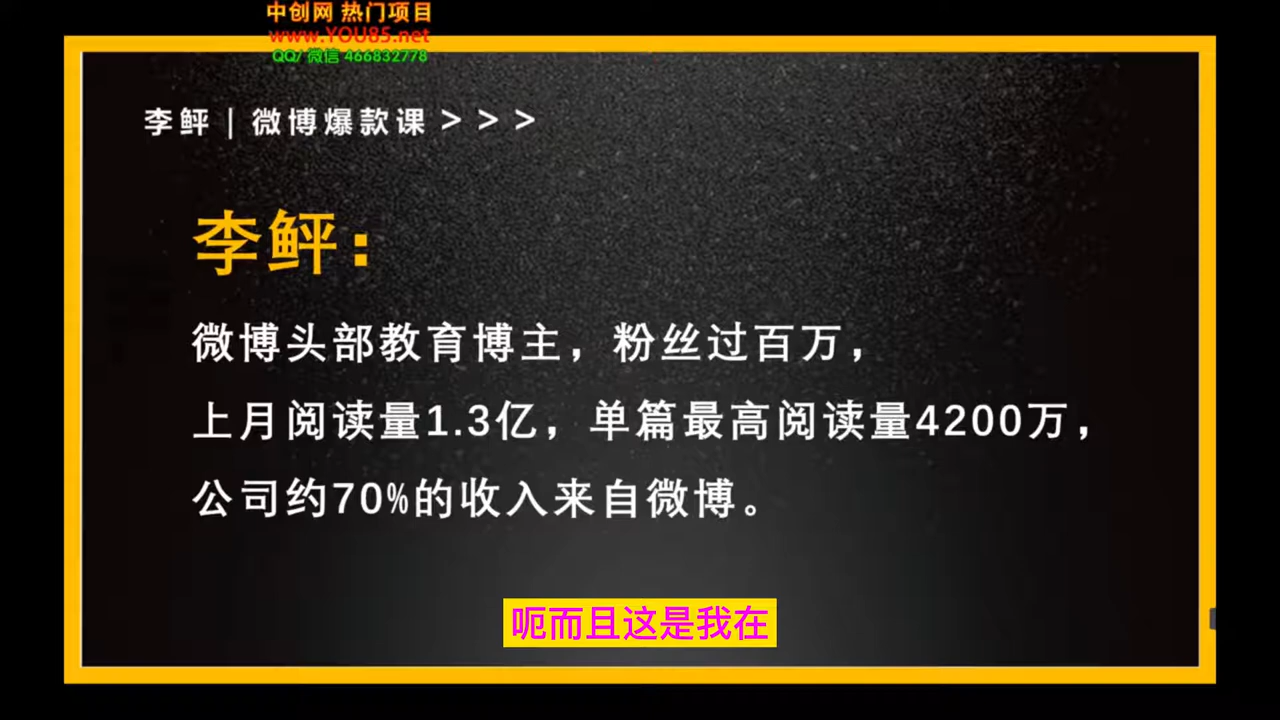 中创网 热门项目
www.YOU85.net
QQ/微信 466832778
李鲆 | 微博爆款课>>>
李鲆：
微博头部教育博主，粉丝过百万，
上月阅读量1.3亿，单篇最高阅读量4200万，
公司约70%的收入来自微博。
呃而且这是我在